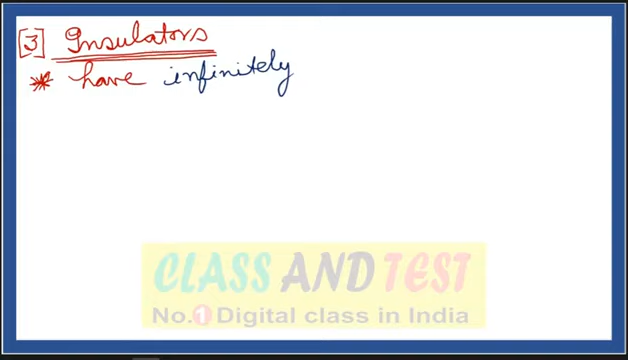 [3] Insulators
* have infinitely
CLASS AND TEST
No.1 Digital class in India